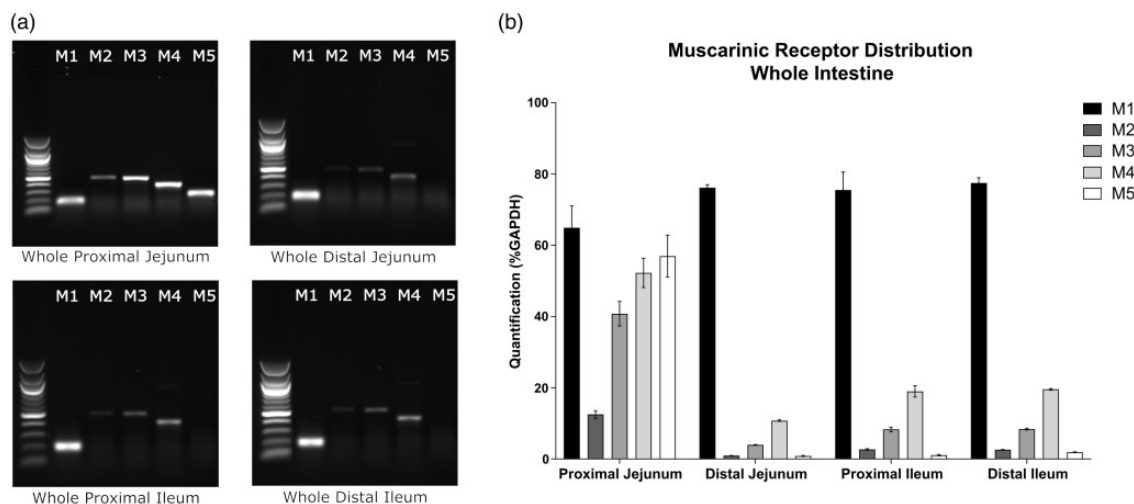 (a)
M1 M2 M3 M4 M5
Whole Proximal Jejunum
M1 M2 M3 M4 M5
Whole Distal Jejunum
M1 M2 M3 M4 M5
Whole Proximal Ileum
M1 M2 M3 M4 M5
Whole Distal Ileum
(b)
Muscarinic Receptor Distribution
Whole Intestine
Quantification (%GAPDH)
100
80
60
40
20
0
Proximal Jejunum
Distal Jejunum
Proximal Ileum
Distal Ileum
M1
M2
M3
M4
M5